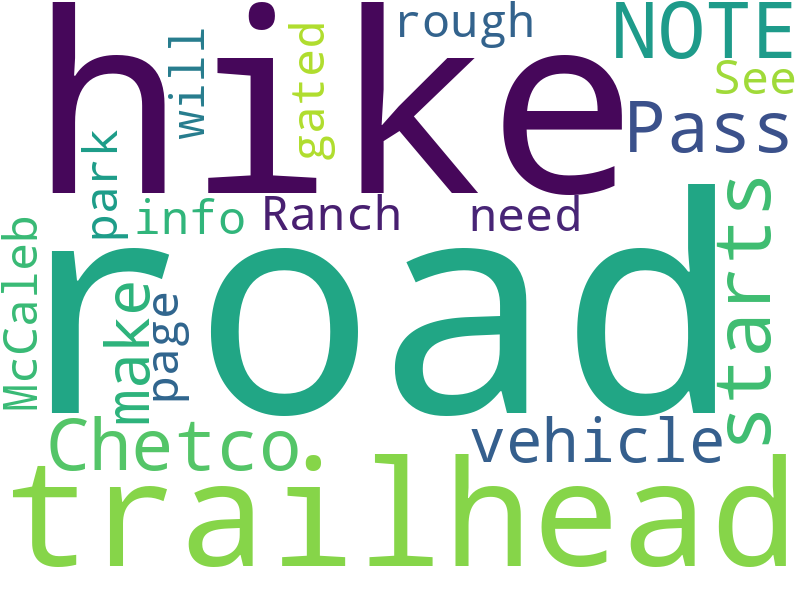 hike
rough
NOTE
will
gated
See
Pass
park
info
Ranch
need
starts
McCaleb
road
make
page
Chetco
vehicle
trailhead